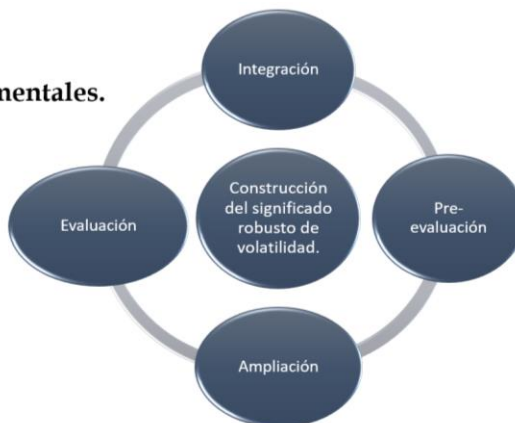 Integración
mentales.
Construcción
del significado
robusto de
volatilidad.
Pre-
evaluación
Evaluación
Ampliación